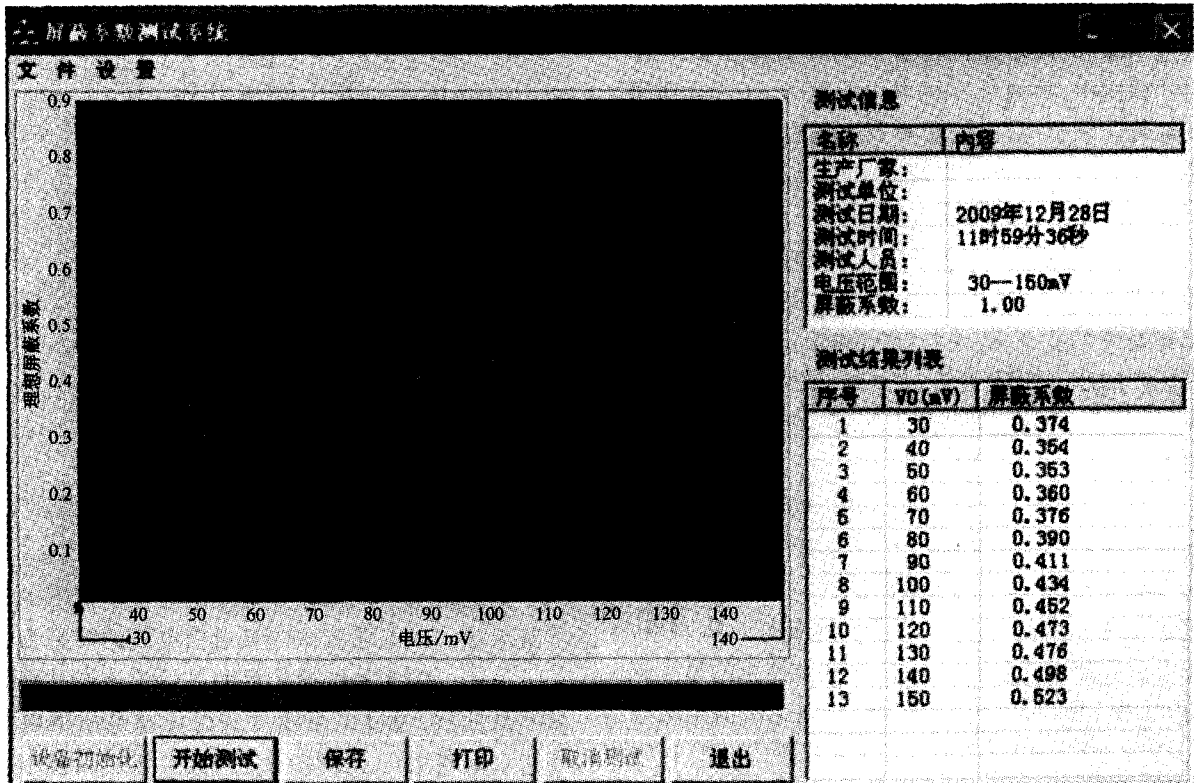 屏蔽系数测试系统
文件设置
0.9
0.8
0.7
0.6
0.5
0.4
0.3
0.2
0.1
理想屏蔽系数
40 50 60 70 80 90 100 110 120 130 140
30 电压/mV 140
设备初始化 开始测试 保存 打印 取消测试 退出
测试信息
名称 内容
生产厂家:
测试单位:
测试日期: 2009年12月28日
测试时间: 11时59分36秒
测试人员:
电压范围: 30—150mV
屏蔽系数: 1.00
测试结果列表
序号 V0(mV) 屏蔽系数
1 30 0.374
2 40 0.354
3 50 0.353
4 60 0.360
5 70 0.376
6 80 0.390
7 90 0.411
8 100 0.434
9 110 0.452
10 120 0.473
11 130 0.476
12 140 0.498
13 150 0.523